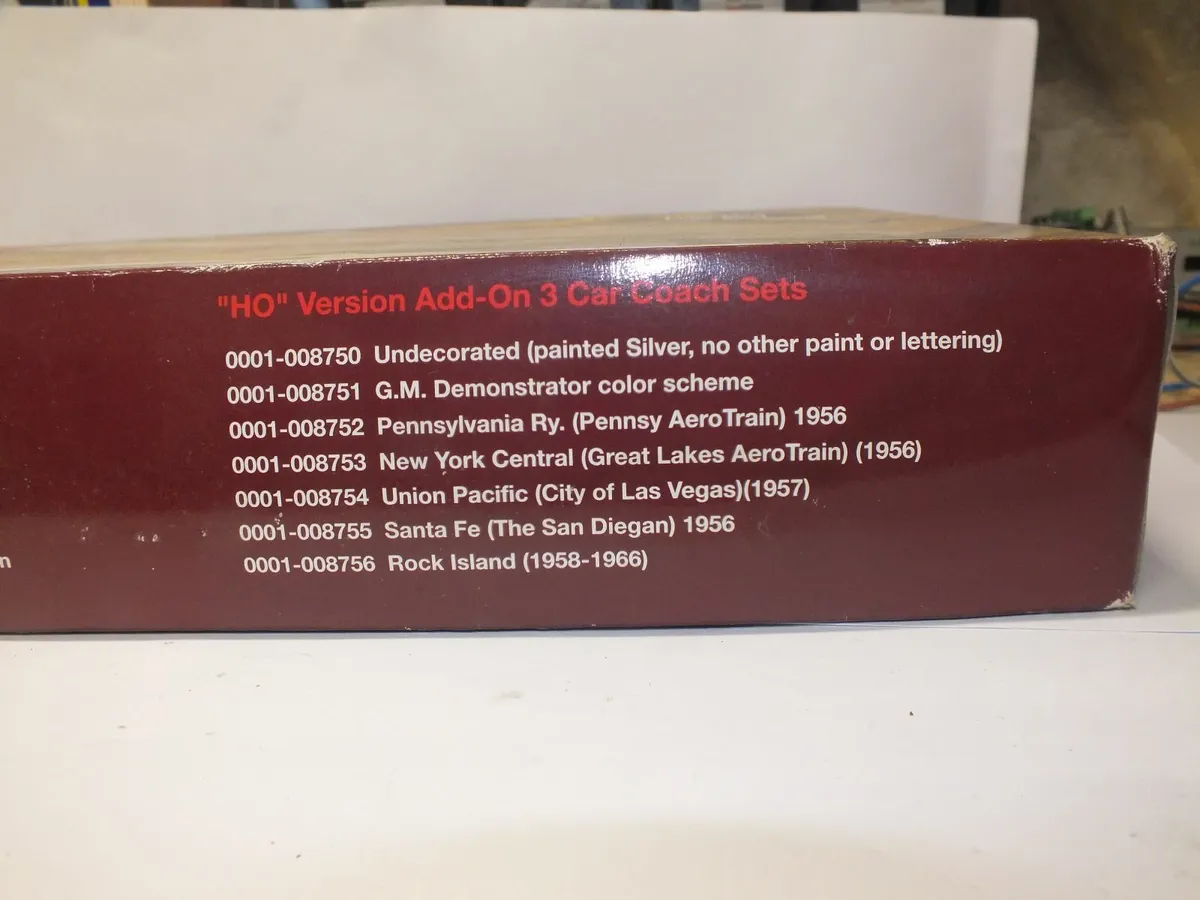 "HO" Version Add-On 3 Car Coach Sets
0001-008750 Undecorated (painted Silver, no other paint or lettering)
0001-008751 G.M. Demonstrator color scheme
0001-008752 Pennsylvania Ry. (Pennsy AeroTrain) 1956
0001-008753 New York Central (Great Lakes AeroTrain) (1956)
0001-008754 Union Pacific (City of Las Vegas)(1957)
0001-008755 Santa Fe (The San Diegan) 1956
n
0001-008756 Rock Island (1958-1966)